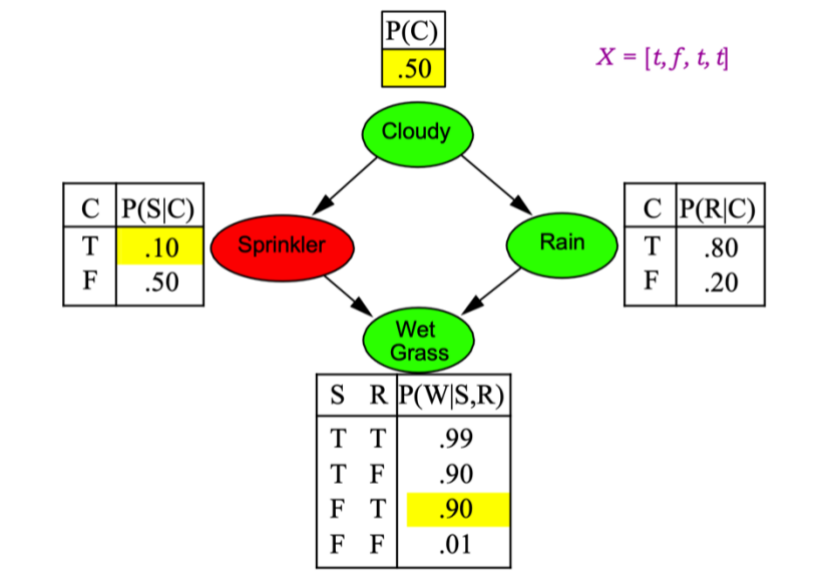 P(C)
.50
X = [t, f, t, t]
Cloudy
C P(S|C)
T .10
F .50
Sprinkler
Rain
C P(R|C)
T .80
F .20
Wet
Grass
S R P(W|S,R)
T T .99
T F .90
F T .90
F F .01